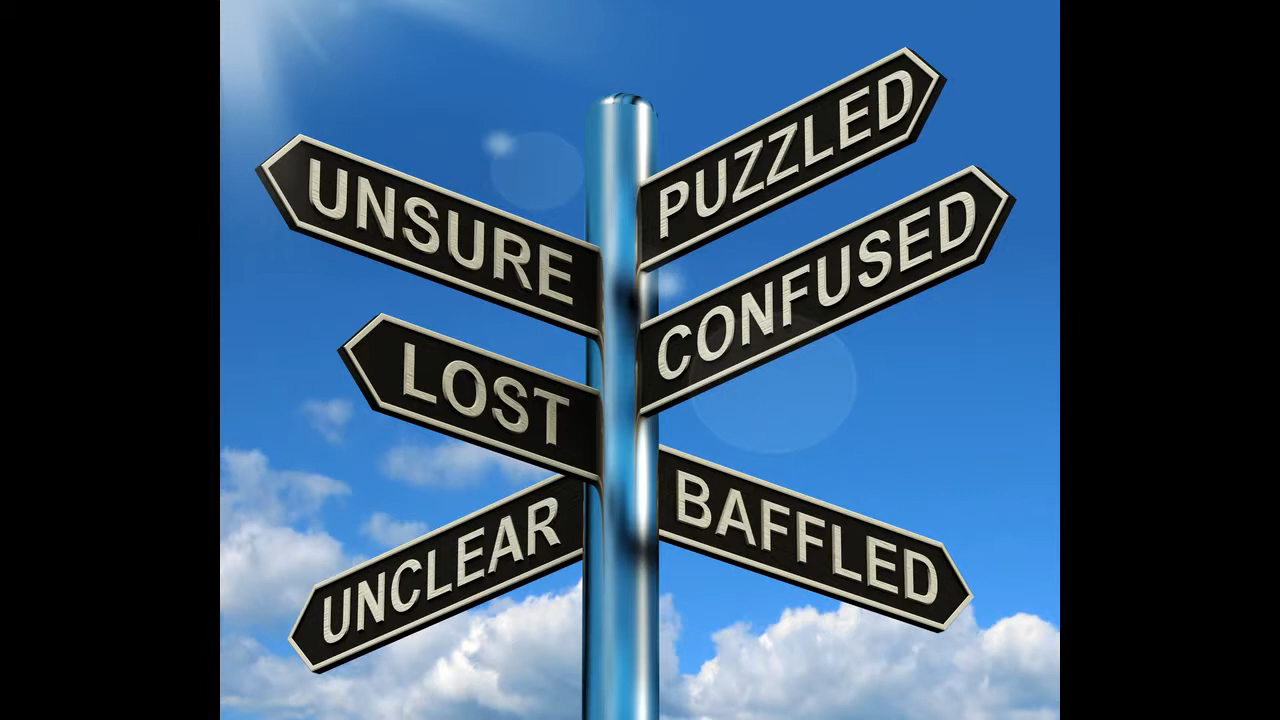 PUZZLED
UNSURE
CONFUSED
LOST
BAFFLED
UNCLEAR